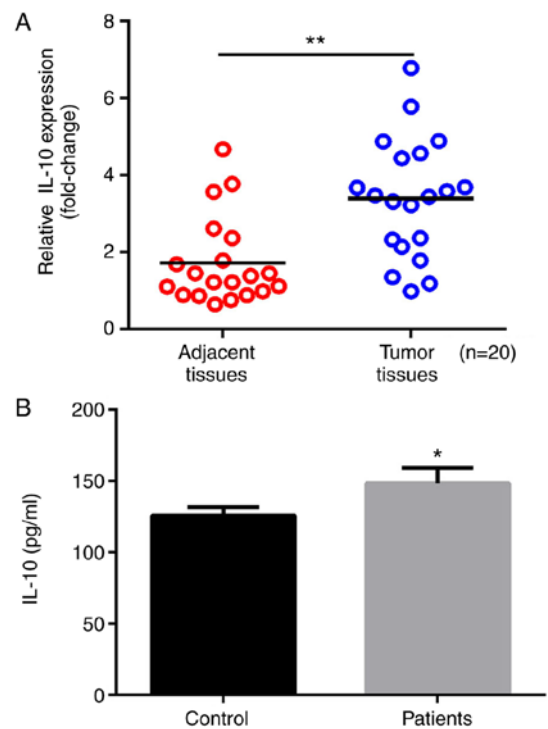 A
8
**
6
4
2
0
Relative IL-10 expression
(fold-change)
Adjacent
tissues
Tumor
tissues
(n=20)
B
200
150
100
50
0
*
IL-10 (pg/ml)
Control
Patients